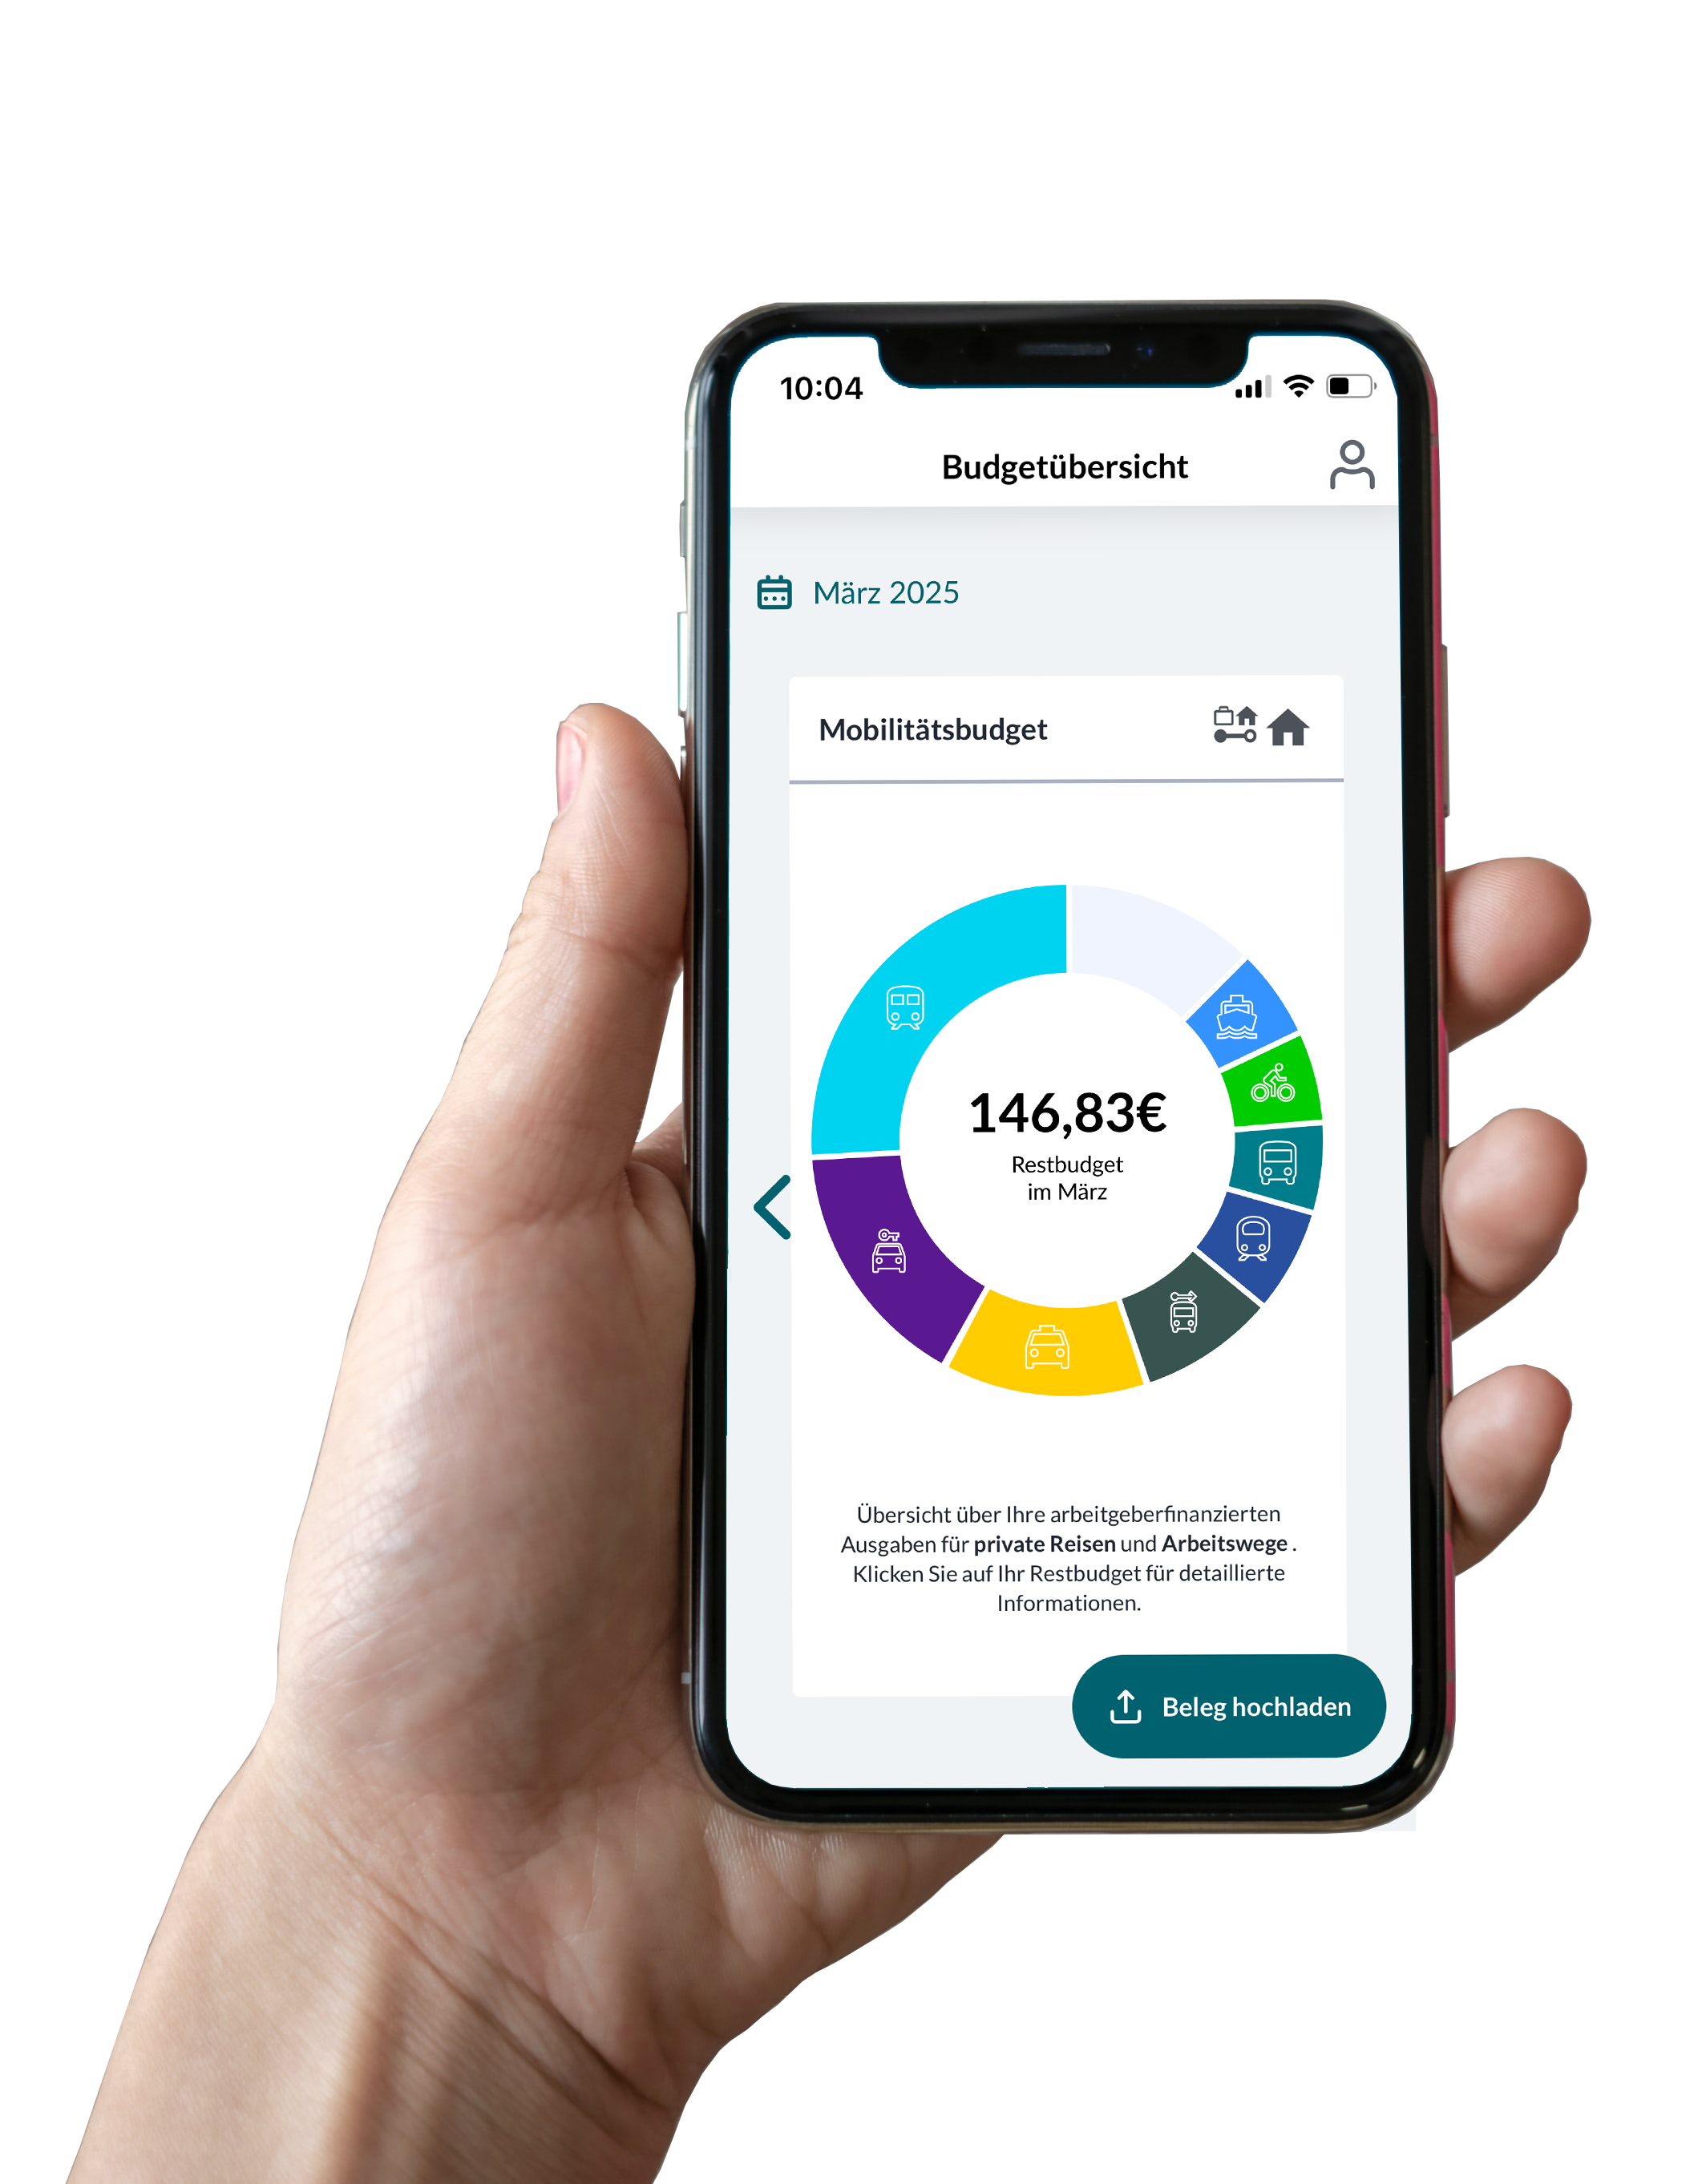 10:04
Budgetübersicht
März 2025
Mobilitätsbudget
146,83€
Restbudget
im März
Übersicht über Ihre arbeitgeberfinanzierten
Ausgaben für private Reisen und Arbeitswege .
Klicken Sie auf Ihr Restbudget für detaillierte
Informationen.
Beleg hochladen